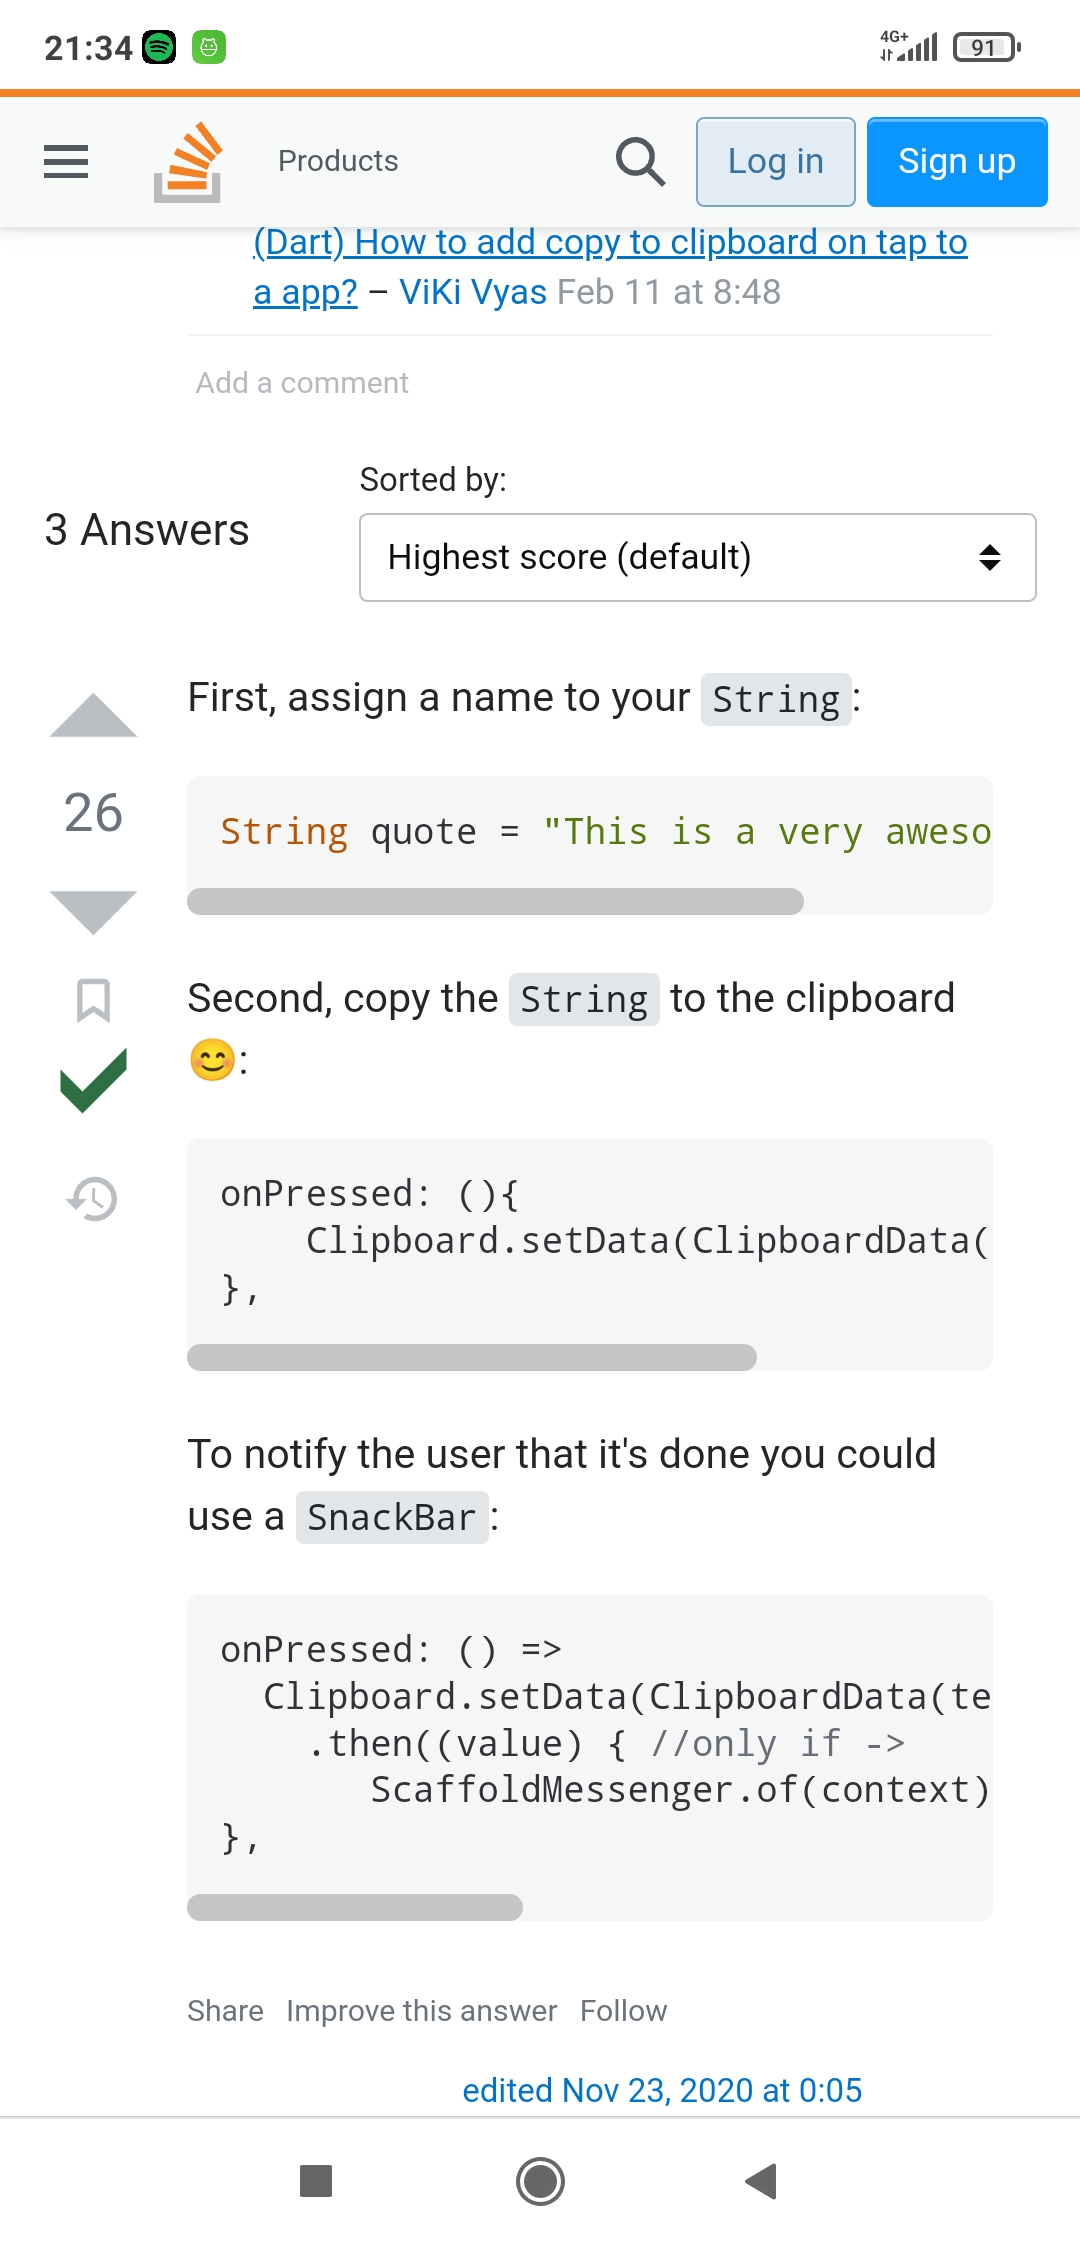 21:34
4G+
91
Products
Log in
Sign up
(Dart) How to add copy to clipboard on tap to
a app? – ViKi Vyas Feb 11 at 8:48
Add a comment
Sorted by:
3 Answers
Highest score (default)
First, assign a name to your String:
26
String quote = "This is a very aweso
Second, copy the String to the clipboard
😊:
onPressed: (){
    Clipboard.setData(ClipboardData(
},
To notify the user that it's done you could
use a SnackBar:
onPressed: () =>
  Clipboard.setData(ClipboardData(te
    .then((value) { //only if ->
       ScaffoldMessenger.of(context)
},
Share Improve this answer Follow
edited Nov 23, 2020 at 0:05